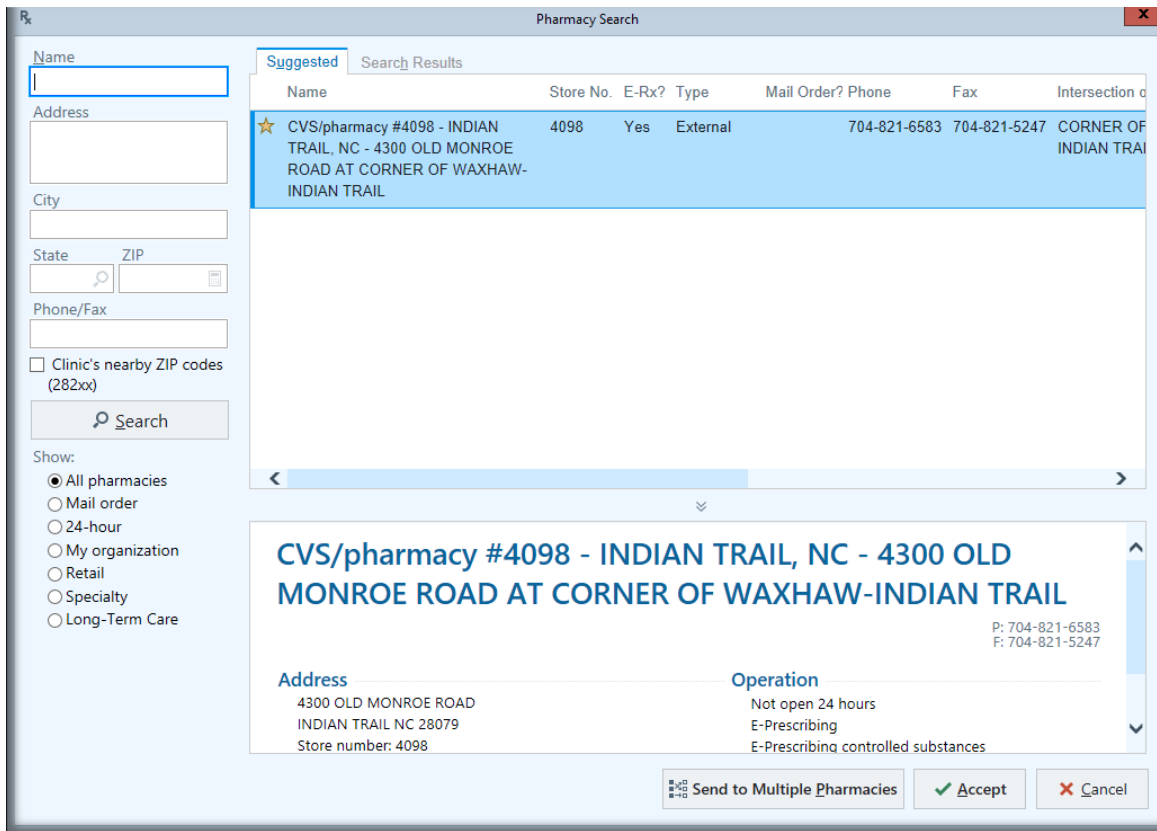 Pharmacy Search
x
Name
Address
City
State ZIP
Phone/Fax
Clinic's nearby ZIP codes
(282xx)
Search
Show:
All pharmacies
Mail order
24-hour
My organization
Retail
Specialty
Long-Term Care
Suggested Search Results
Name Store No. E-Rx? Type Mail Order? Phone Fax Intersection o
CVS/pharmacy #4098 - INDIAN 4098 Yes External 704-821-6583 704-821-5247 CORNER OF
TRAIL, NC - 4300 OLD MONROE INDIAN TRAI
ROAD AT CORNER OF WAXHAW-
INDIAN TRAIL
CVS/pharmacy #4098 - INDIAN TRAIL, NC - 4300 OLD
MONROE ROAD AT CORNER OF WAXHAW-INDIAN TRAIL
P: 704-821-6583
F: 704-821-5247
Address
4300 OLD MONROE ROAD
INDIAN TRAIL NC 28079
Store number: 4098
Operation
Not open 24 hours
E-Prescribing
E-Prescribing controlled substances
Send to Multiple Pharmacies Accept Cancel